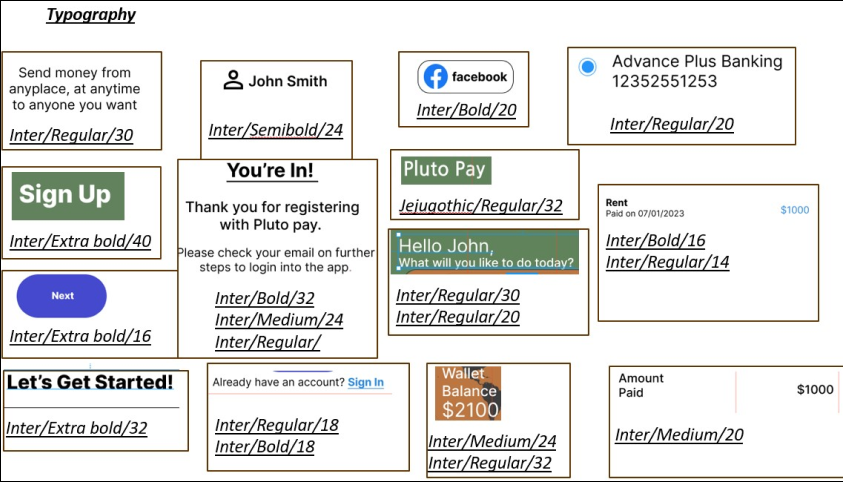 Typography
Send money from
anyplace, at anytime
to anyone you want
Inter/Regular/30
John Smith
Inter/Semibold/24
facebook
Inter/Bold/20
Advance Plus Banking
12352551253
Inter/Regular/20
Sign Up
Inter/Extra bold/40
You're In!
Thank you for registering
with Pluto pay.
Please check your email on further
steps to login into the app.
Inter/Bold/32
Inter/Medium/24
Inter/Regular/
Pluto Pay
Jejugothic/Regular/32
Hello John,
What will you like to do today?
Inter/Regular/30
Inter/Regular/20
Rent
Paid on 07/01/2023
$1000
Inter/Bold/16
Inter/Regular/14
Next
Inter/Extra bold/16
Let's Get Started!
Inter/Extra bold/32
Already have an account? Sign In
Inter/Regular/18
Inter/Bold/18
Wallet
Balance
$2100
Inter/Medium/24
Inter/Regular/32
Amount
Paid
$1000
Inter/Medium/20